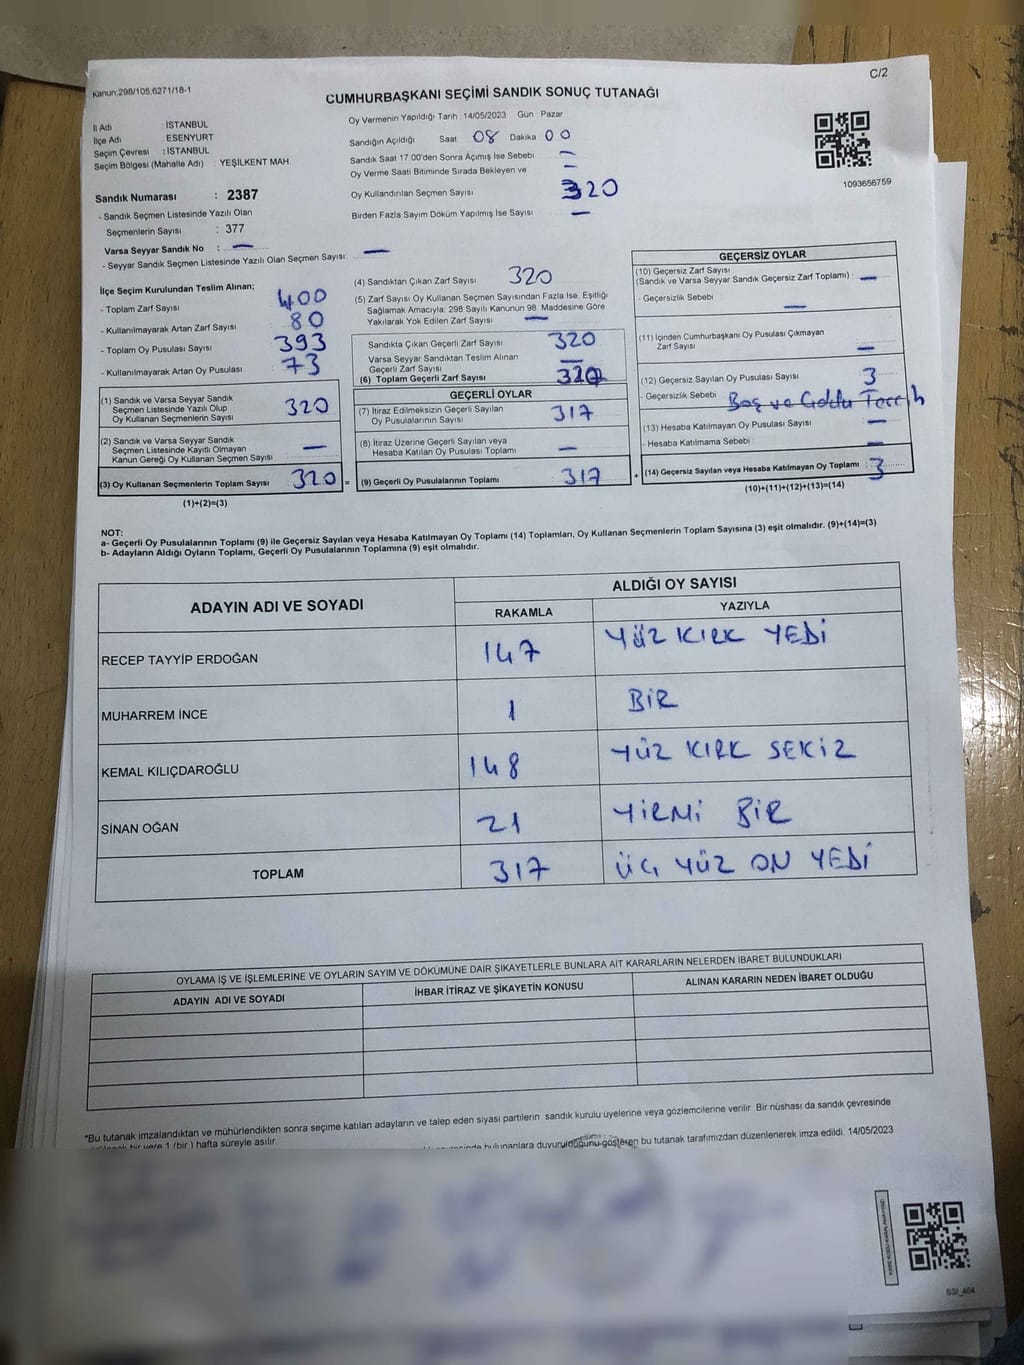 C/2
Kanun:298/105,6271/18-1
CUMHURBAŞKANI SEÇİMİ SANDIK SONUÇ TUTANAĞI
İl Adı : İSTANBUL
İlçe Adı : ESENYURT
Seçim Çevresi : İSTANBUL
Seçim Bölgesi (Mahalle Adı) : YEŞİLKENT MAH.
Sandık Numarası : 2387
- Sandık Seçmen Listesinde Yazılı Olan
Seçmenlerin Sayısı : 377
Varsa Seyyar Sandık No : —
- Seyyar Sandık Seçmen Listesinde Yazılı Olan Seçmen Sayısı: —
Oy Vermenin Yapıldığı Tarih :14/05/2023 Gün Pazar
Sandığın Açıldığı Saat 08 Dakika 00
Sandık Saat 17.00'den Sonra Açımış İse Sebebi —
Oy Verme Saati Bitiminde Sırada Bekleyen ve —
Oy Kullandırılan Seçmen Sayısı 320
Birden Fazla Sayım Döküm Yapılmış İse Sayısı —
1093656759
İlçe Seçim Kurulundan Teslim Alınan;
- Toplam Zarf Sayısı 400
- Kullanılmayarak Artan Zarf Sayısı 80
- Toplam Oy Pusulası Sayısı 393
- Kullanılmayarak Artan Oy Pusulası 73
(1) Sandık ve Varsa Seyyar Sandık
Seçmen Listesinde Yazılı Olup
Oy Kullanan Seçmenlerin Sayısı 320
(2) Sandık ve Varsa Seyyar Sandık
Seçmen Listesinde Kayıtlı Olmayan
Kanun Gereği Oy Kullanan Seçmen Sayısı —
(3) Oy Kullanan Seçmenlerin Toplam Sayısı 320 =
(1)+(2)=(3)
(4) Sandıktan Çıkan Zarf Sayısı 320
(5) Zarf Sayısı Oy Kullanan Seçmen Sayısından Fazla İse, Eşitliği
Sağlamak Amacıyla; 298 Sayılı Kanunun 98. Maddesine Göre
Yakılarak Yok Edilen Zarf Sayısı —
Sandıkta Çıkan Geçerli Zarf Sayısı 320
Varsa Seyyar Sandıktan Teslim Alınan
Geçerli Zarf Sayısı —
(6) Toplam Geçerli Zarf Sayısı 320
GEÇERLİ OYLAR
(7) İtiraz Edilmeksizin Geçerli Sayılan
Oy Pusulalarının Sayısı 317
(8) İtiraz Üzerine Geçerli Sayılan veya
Hesaba Katılan Oy Pusulası Toplamı —
(9) Geçerli Oy Pusulalarının Toplamı 317 +
GEÇERSİZ OYLAR
(10) Geçersiz Zarf Sayısı
(Sandık ve Varsa Seyyar Sandık Geçersiz Zarf Toplamı) : —
- Geçersizlik Sebebi —
(11) İçinden Cumhurbaşkanı Oy Pusulası Çıkmayan
Zarf Sayısı —
(12) Geçersiz Sayılan Oy Pusulası Sayısı 3
- Geçersizlik Sebebi Boş ve Çoklu Tercih
(13) Hesaba Katılmayan Oy Pusulası Sayısı —
- Hesaba Katılmama Sebebi —
(14) Geçersiz Sayılan veya Hesaba Katılmayan Oy Toplamı : 3
(10)+(11)+(12)+(13)=(14)
NOT:
a- Geçerli Oy Pusulalarının Toplamı (9) ile Geçersiz Sayılan veya Hesaba Katılmayan Oy Toplamı (14) Toplamları, Oy Kullanan Seçmenlerin Toplam Sayısına (3) eşit olmalıdır. (9)+(14)=(3)
b- Adayların Aldığı Oyların Toplamı, Geçerli Oy Pusulalarının Toplamına (9) eşit olmalıdır.
ADAYIN ADI VE SOYADI
ALDIĞI OY SAYISI
RAKAMLA YAZIYLA
RECEP TAYYİP ERDOĞAN 147 YÜZ KIRK YEDİ
MUHARREM İNCE 1 BİR
KEMAL KILIÇDAROĞLU 148 YÜZ KIRK SEKİZ
SİNAN OĞAN 21 YİRMİ BİR
TOPLAM 317 ÜÇ YÜZ ON YEDİ
OYLAMA İŞ VE İŞLEMLERİNE VE OYLARIN SAYIM VE DÖKÜMÜNE DAİR ŞİKAYETLERLE BUNLARA AİT KARARLARIN NELERDEN İBARET BULUNDUKLARI
ADAYIN ADI VE SOYADI İHBAR İTİRAZ VE ŞİKAYETİN KONUSU ALINAN KARARIN NEDEN İBARET OLDUĞU
*Bu tutanak imzalandıktan ve mühürlendikten sonra seçime katılan adayların ve talep eden siyasi partilerin sandık kurulu üyelerine veya gözlemcilerine verilir. Bir nüshası da sandık çevresinde
bir yere 1 (bir) hafta süreyle asılır.
bulunanlara duyurulduğunu gösteren bu tutanak tarafımızdan düzenlenerek imza edildi. 14/05/2023